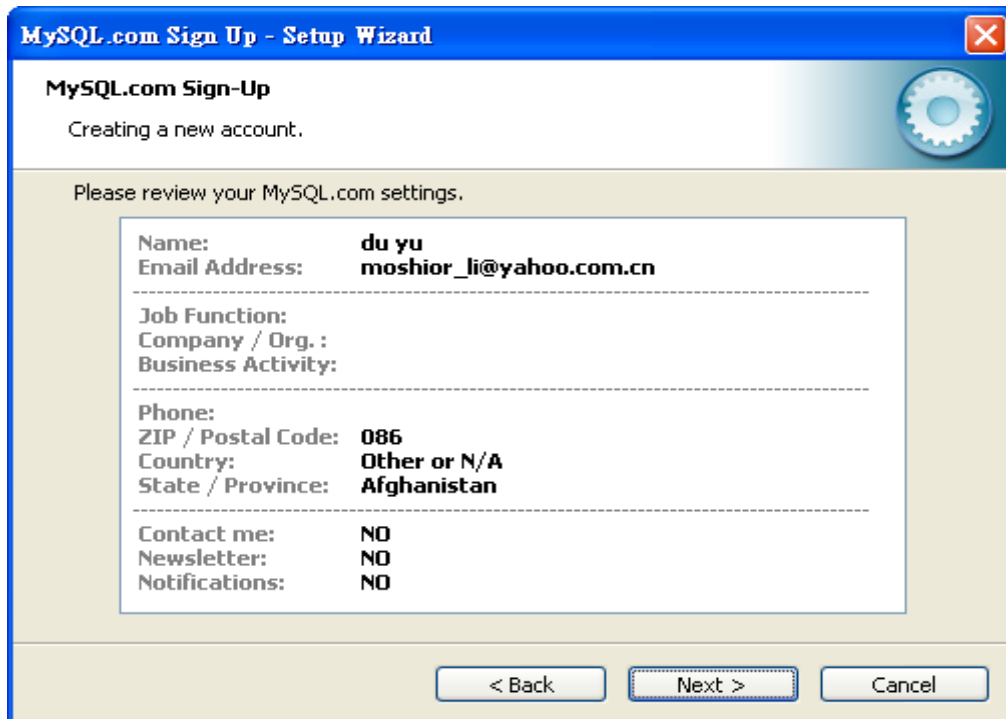 MySQL.com Sign Up - Setup Wizard
MySQL.com Sign-Up
Creating a new account.
Please review your MySQL.com settings.
Name: du yu
Email Address: moshior_li@yahoo.com.cn
Job Function:
Company / Org. :
Business Activity:
Phone:
ZIP / Postal Code: 086
Country: Other or N/A
State / Province: Afghanistan
Contact me: NO
Newsletter: NO
Notifications: NO
< Back Next > Cancel